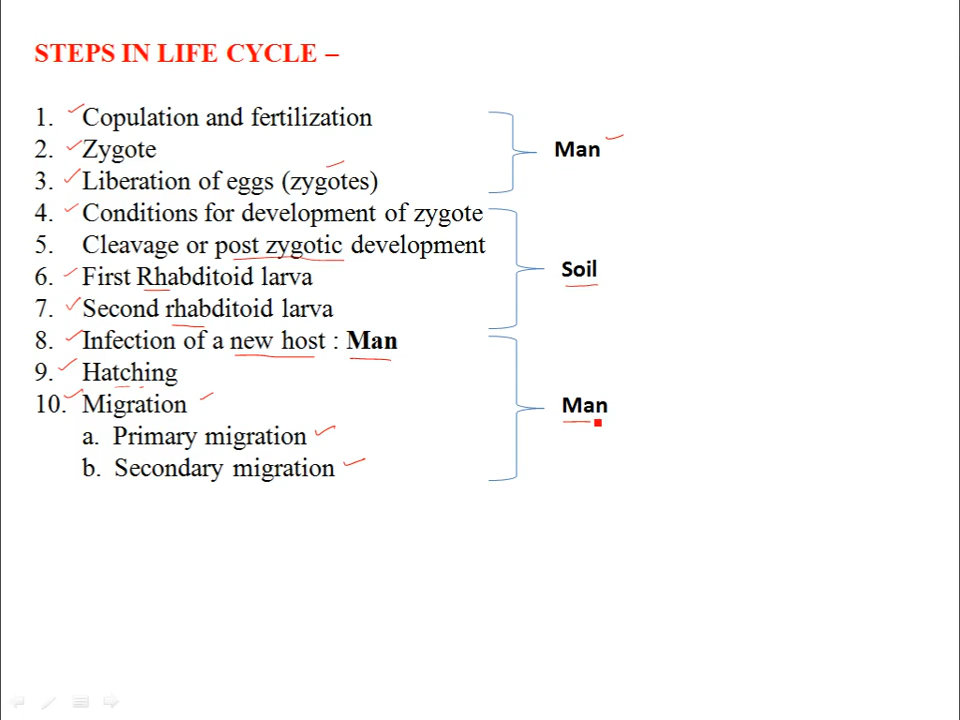 STEPS IN LIFE CYCLE –
1. Copulation and fertilization
2. Zygote
3. Liberation of eggs (zygotes)
Man
4. Conditions for development of zygote
5. Cleavage or post zygotic development
6. First Rhabditoid larva
7. Second rhabditoid larva
Soil
8. Infection of a new host : Man
9. Hatching
10. Migration
a. Primary migration
b. Secondary migration
Man